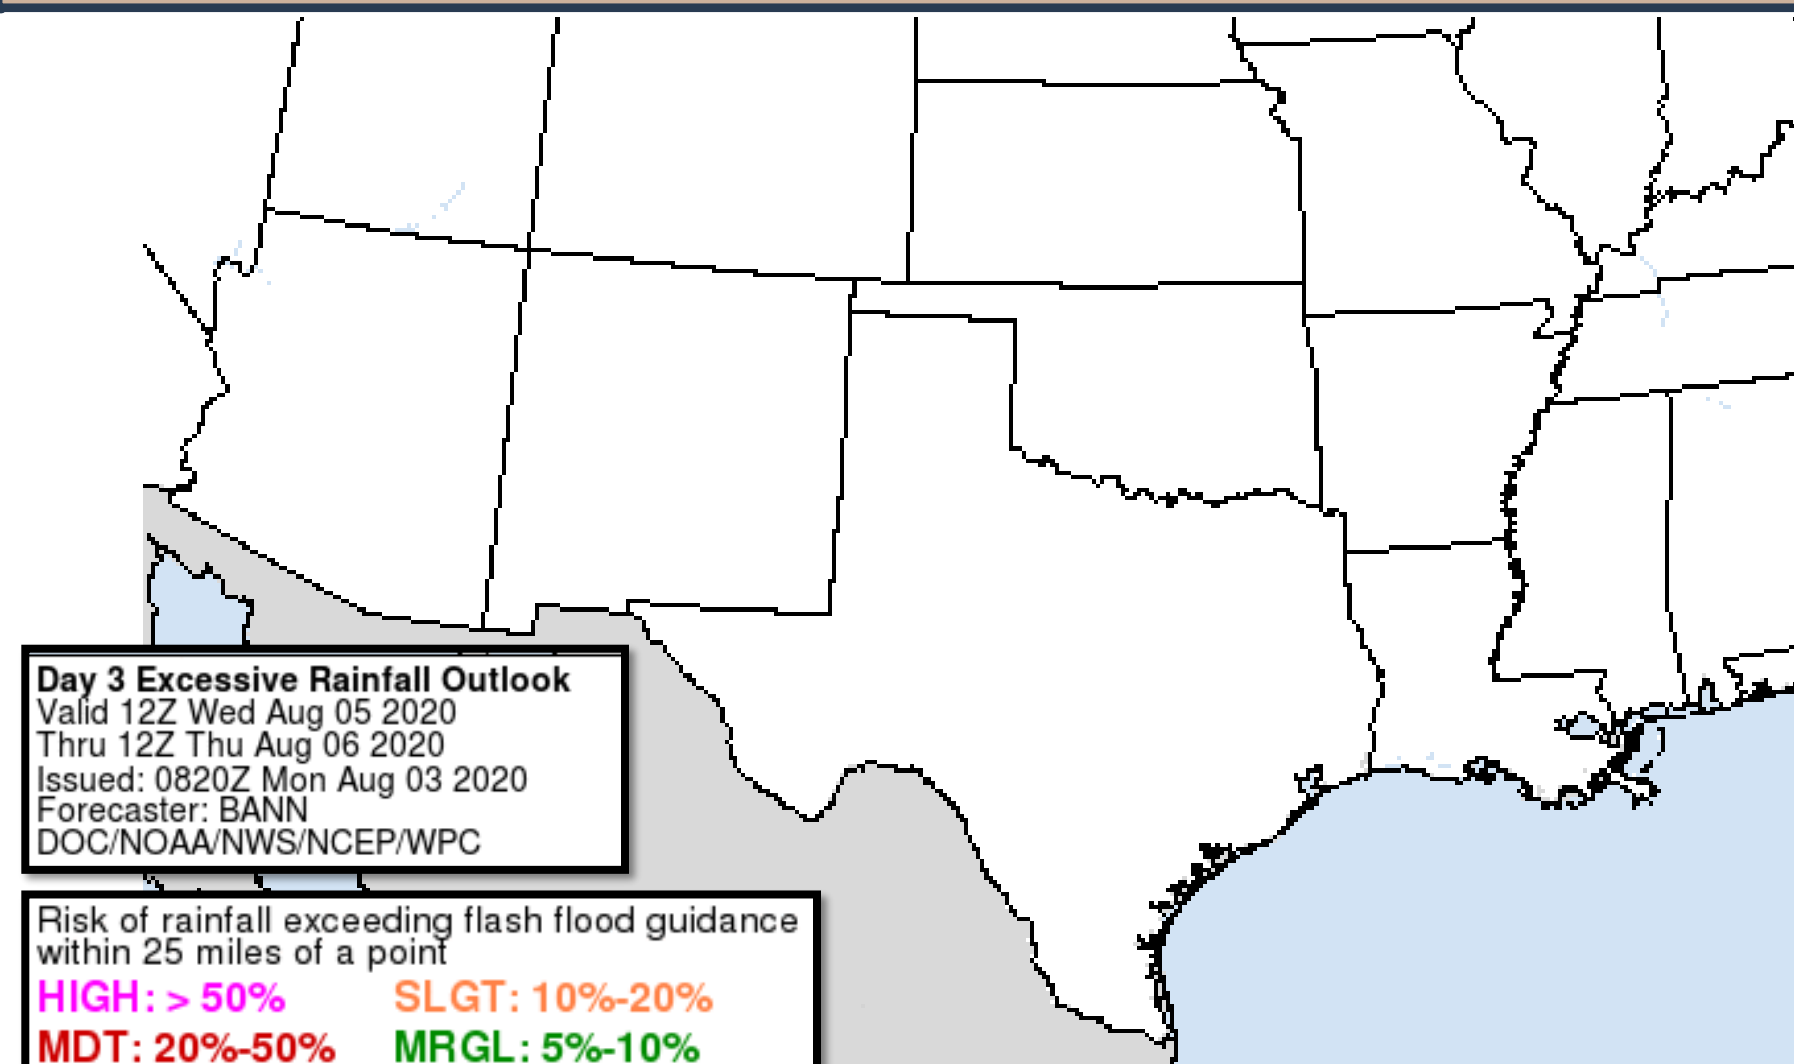 Day 3 Excessive Rainfall Outlook
Valid 12Z Wed Aug 05 2020
Thru 12Z Thu Aug 06 2020
Issued: 0820Z Mon Aug 03 2020
Forecaster: BANN
DOC/NOAA/NWS/NCEP/WPC
Risk of rainfall exceeding flash flood guidance
within 25 miles of a point
HIGH: > 50% SLGT: 10%-20%
MDT: 20%-50% MRGL: 5%-10%